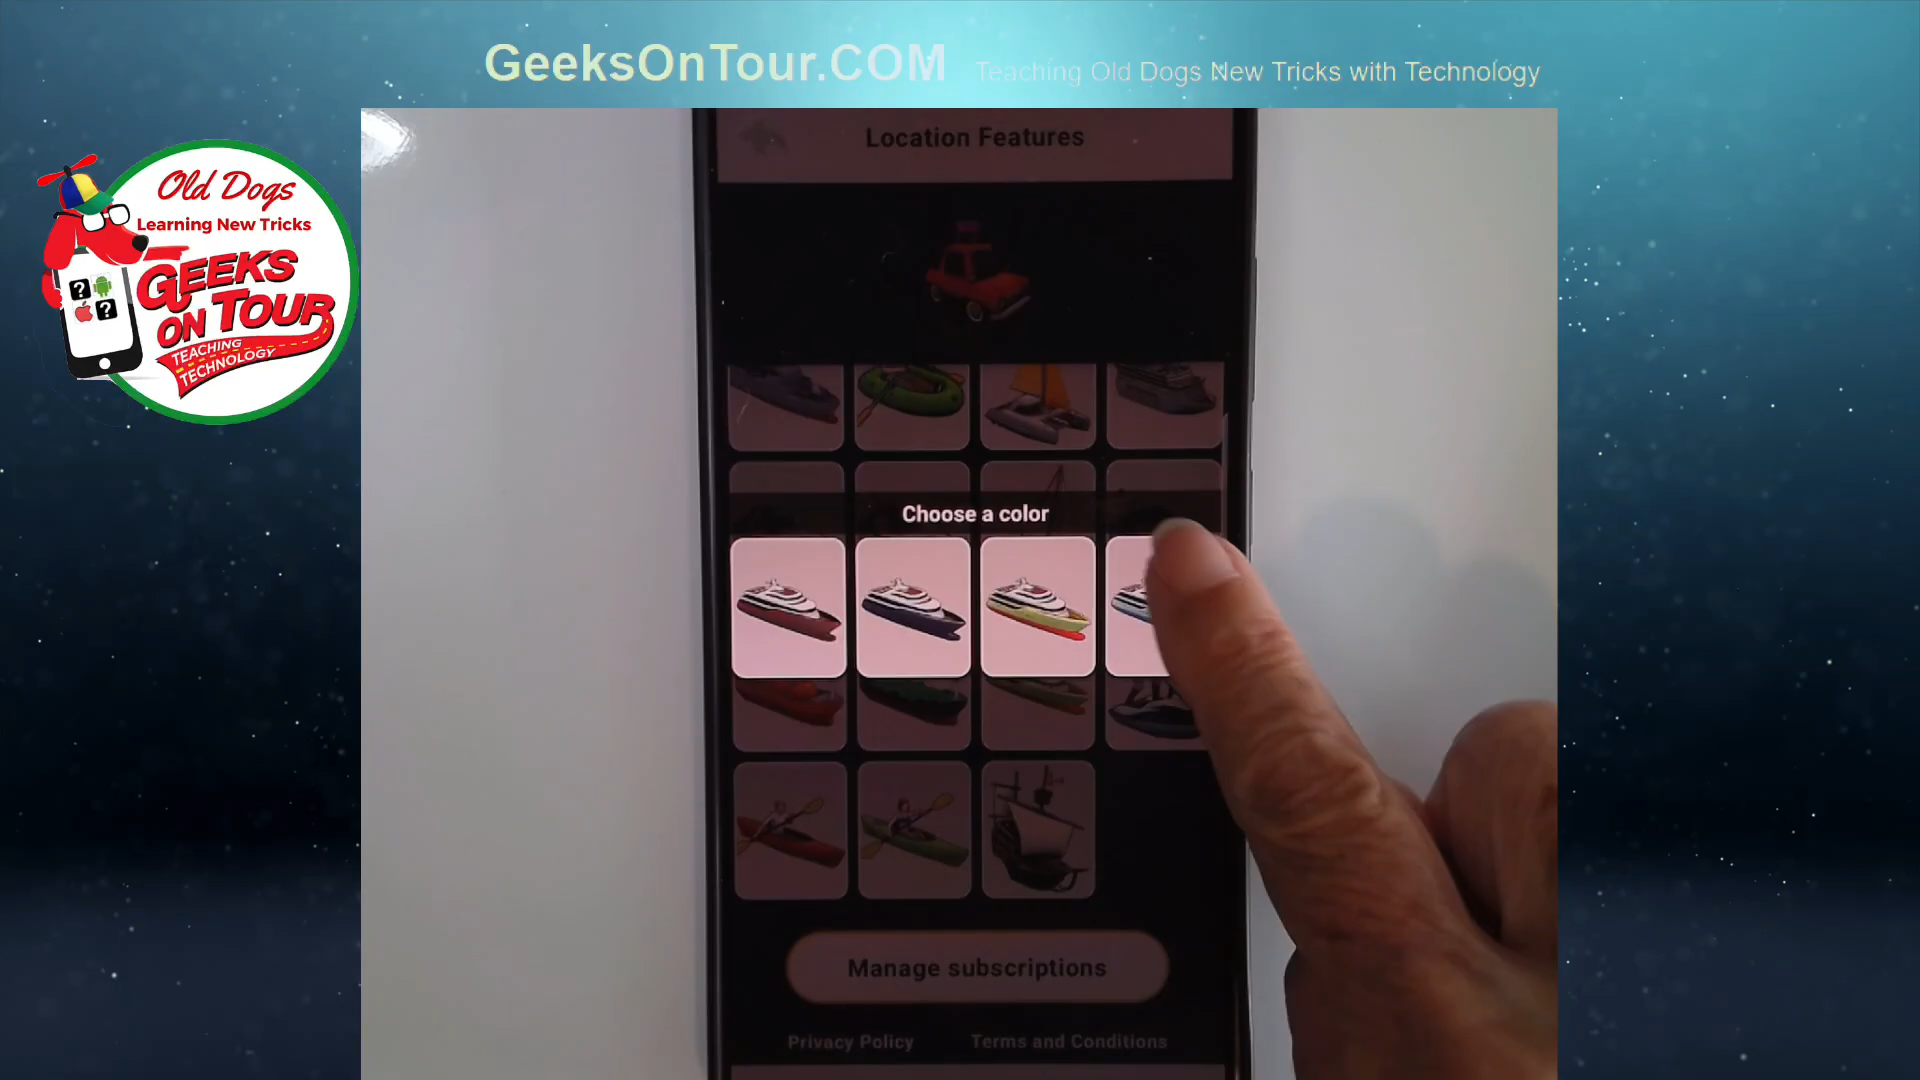 GeeksOnTour.COM Teaching Old Dogs New Tricks with Technology
Location Features
Old Dogs
Learning New Tricks
GEEKS
ON TOUR
TEACHING
TECHNOLOGY
? 
?
Choose a color
Manage subscriptions
Privacy Policy Terms and Conditions